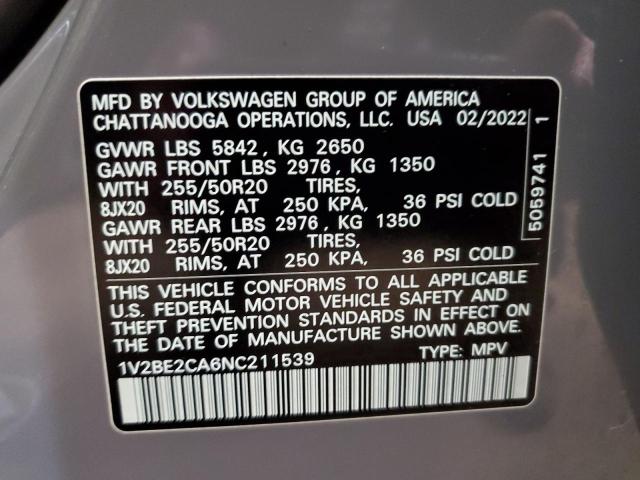 MFD BY VOLKSWAGEN GROUP OF AMERICA
CHATTANOOGA OPERATIONS, LLC. USA 02/2022
GVWR LBS 5842, KG 2650
GAWR FRONT LBS 2976, KG 1350
WITH 255/50R20 TIRES,
8JX20 RIMS, AT 250 KPA, 36 PSI COLD
GAWR REAR LBS 2976, KG 1350
WITH 255/50R20 TIRES,
8JX20 RIMS, AT 250 KPA, 36 PSI COLD
THIS VEHICLE CONFORMS TO ALL APPLICABLE
U.S. FEDERAL MOTOR VEHICLE SAFETY AND
THEFT PREVENTION STANDARDS IN EFFECT ON
THE DATE OF MANUFACTURE SHOWN ABOVE.
1V2BE2CA6NC211539 TYPE: MPV
5059741 1